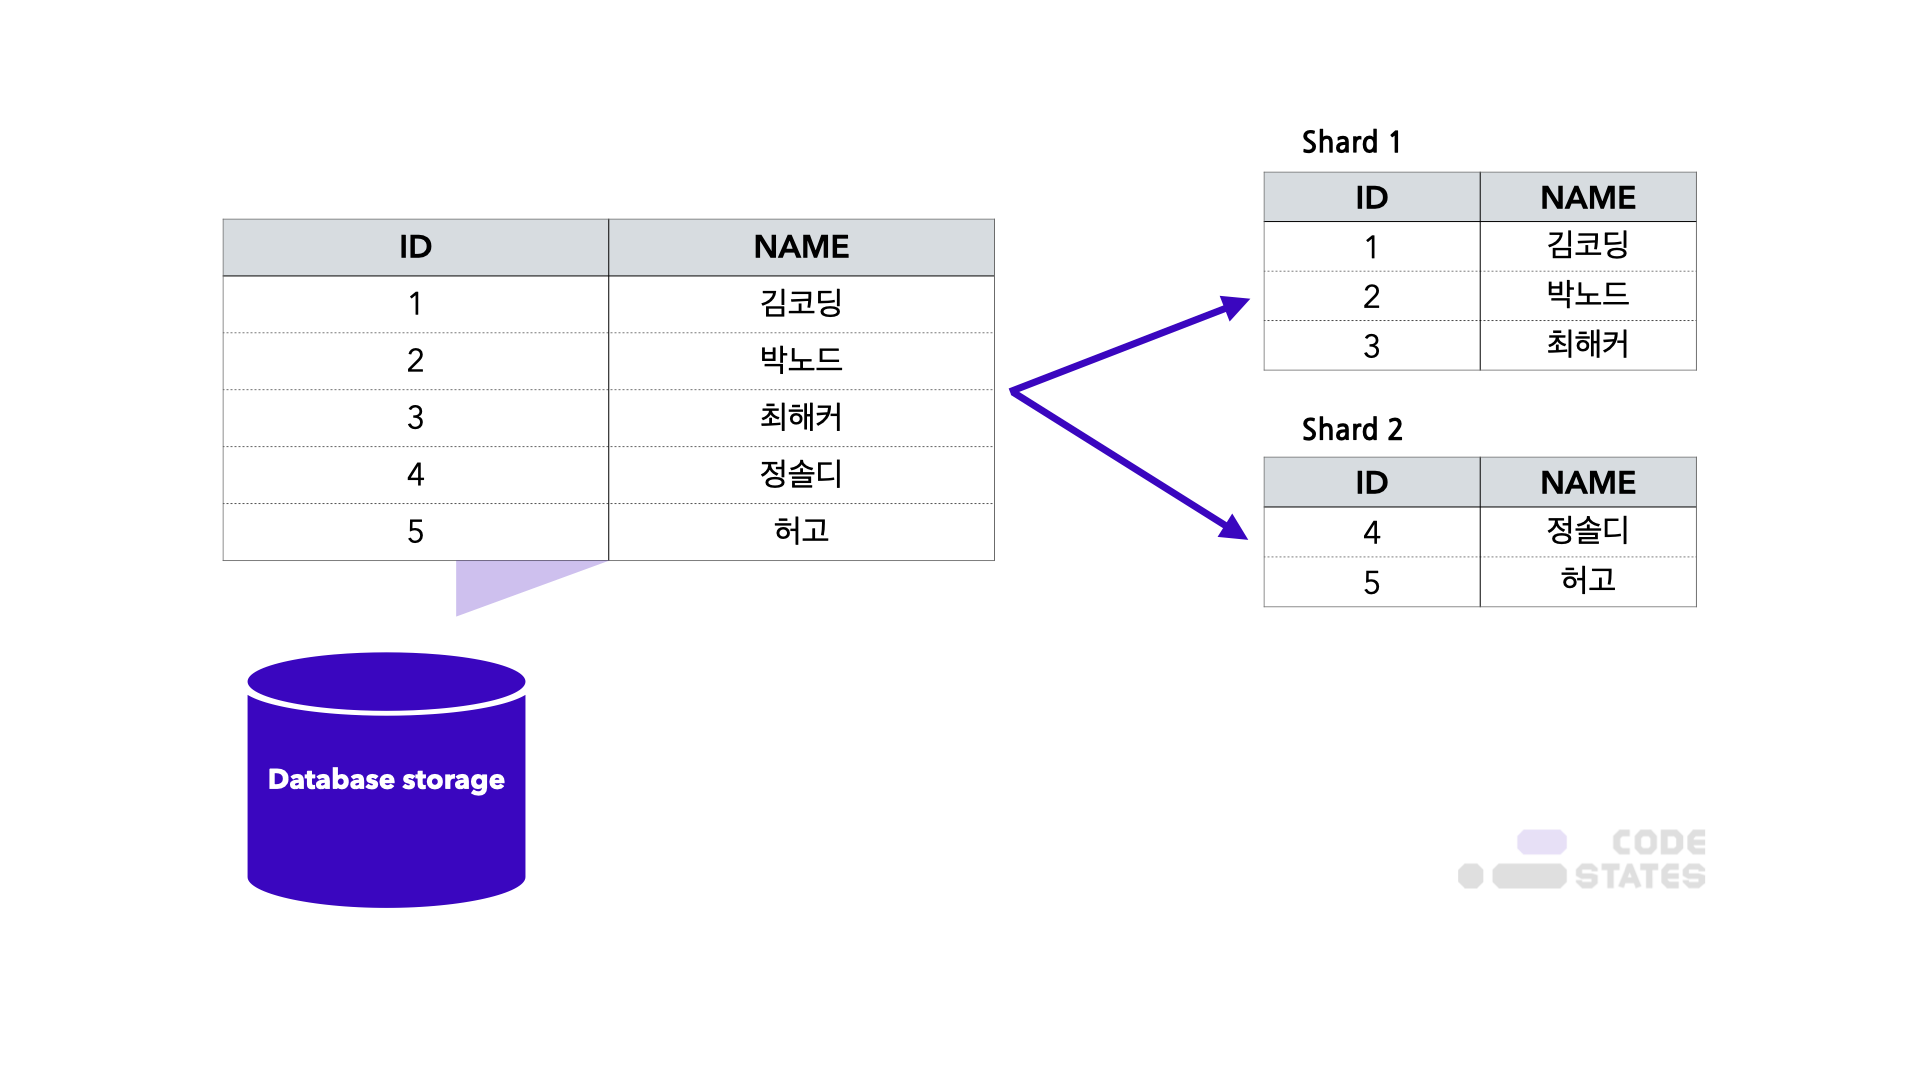 ID NAME
1 김코딩
2 박노드
3 최해커
4 정솔디
5 허고
Database storage
Shard 1
ID NAME
1 김코딩
2 박노드
3 최해커
Shard 2
ID NAME
4 정솔디
5 허고
CODE
STATES